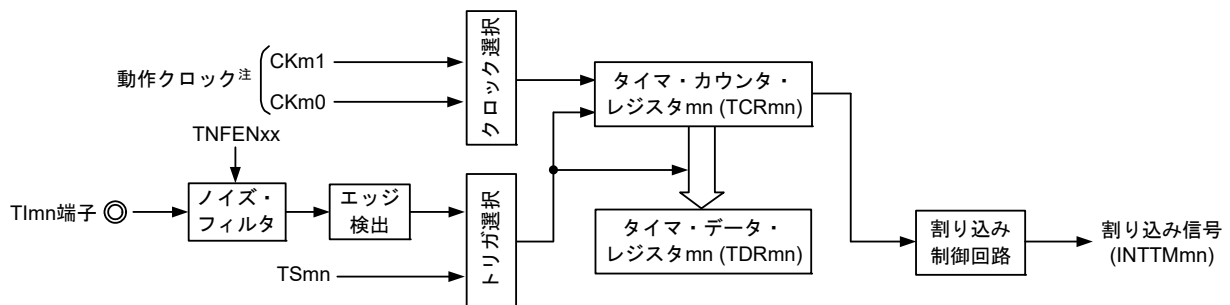 動作クロック注
CKm1
CKm0
クロック選択
タイマ・カウンタ・
レジスタmn (TCRmn)
TNFENxx
TImn端子
ノイズ・
フィルタ
エッジ
検出
TSmn
トリガ選択
タイマ・データ・
レジスタmn (TDRmn)
割り込み
制御回路
割り込み信号
(INTTMmn)